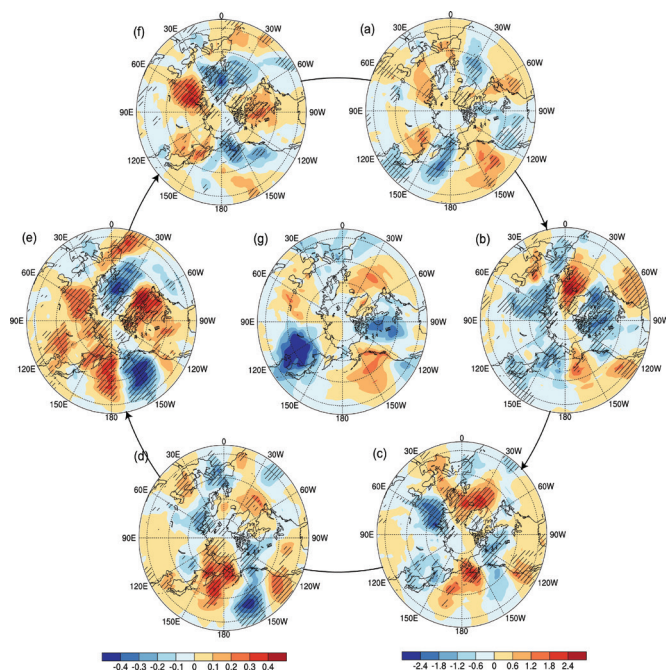 (f) 0 (a) 0
30E 30W 30E 30W
60E 60W 60E 60W
90E 90W 90E 90W
120E 120W 120E 120W
150E 150W 150E 150W
180 180
(e) 0 (g) 0 (b) 0
30E 30W 30E 30W 30E 30W
60E 60W 60E 60W 60E 60W
90E 90W 90E 90W 90E 90W
120E 120W 120E 120W 120E 120W
150E 150W 150E 150W 150E 150W
180 180 180
(d) 0 (c) 0
30E 30W 30E 30W
60E 60W 60E 60W
90E 90W 90E 90W
120E 120W 120E 120W
150E 150W 150E 150W
180 180
-0.4 -0.3 -0.2 -0.1 0 0.1 0.2 0.3 0.4
-2.4 -1.8 -1.2 -0.6 0 0.6 1.2 1.8 2.4